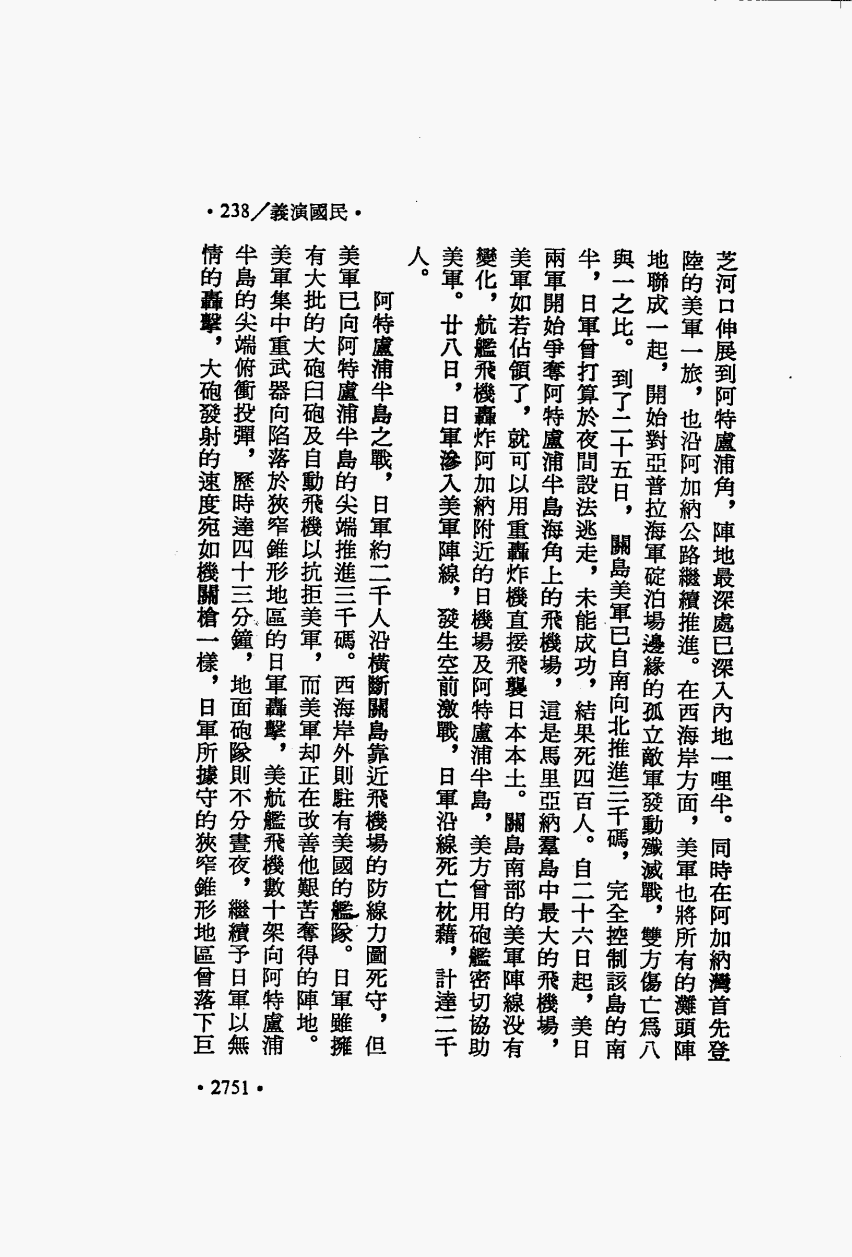 芝河口伸展到阿特盧浦角，陣地最深處已深入內地一哩半。同時在阿加納灣首先登
陸的美軍一旅，也沿阿加納公路繼續推進。在西海岸方面，美軍也將所有的灘頭陣
地聯成一起，開始對亞普拉海軍碇泊場邊緣的孤立敵軍發動殲滅戰，雙方傷亡爲八
與一之比。到了二十五日，關島美軍已自南向北推進三千碼，完全控制該島的南
半，日軍曾打算於夜間設法逃走，未能成功，結果死四百人。自二十六日起，美日
兩軍開始爭奪阿特盧浦半島海角上的飛機場，這是馬里亞納羣島中最大的飛機場，
美軍如若佔領了，就可以用重轟炸機直接飛襲日本本土。關島南部的美軍陣線没有
變化，航艦飛機轟炸阿加納附近的日機場及阿特盧浦半島，美方曾用砲艦密切協助
美軍。廿八日，日軍滲入美軍陣線，發生空前激戰，日軍沿線死亡枕藉，計達二千
人。
阿特盧浦半島之戰，日軍約二千人沿橫斷關島靠近飛機場的防線力圖死守，但
美軍已向阿特盧浦半島的尖端推進三千碼。西海岸外則駐有美國的艦隊。日軍雖擁
有大批的大砲臼砲及自動飛機以抗拒美軍，而美軍却正在改善他艱苦奪得的陣地。
美軍集中重武器向陷落於狹窄錐形地區的日軍轟擊，美航艦飛機數十架向阿特盧浦
半島的尖端俯衝投彈，歷時達四十三分鐘，地面砲隊則不分晝夜，繼續予日軍以無
情的轟擊，大砲發射的速度宛如機關槍一樣，日軍所據守的狹窄錐形地區曾落下巨
・238／義演國民・
・2751・